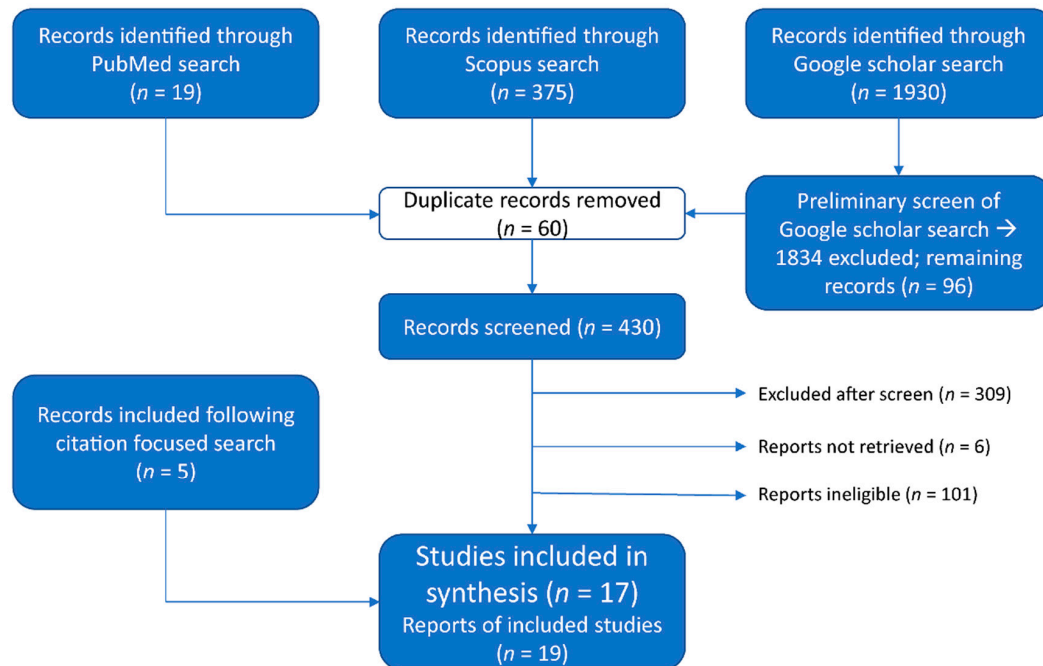 Records identified through
PubMed search
(n = 19)
Records identified through
Scopus search
(n = 375)
Records identified through
Google scholar search
(n = 1930)
Duplicate records removed
(n = 60)
Preliminary screen of
Google scholar search →
1834 excluded; remaining
records (n = 96)
Records screened (n = 430)
Excluded after screen (n = 309)
Records included following
citation focused search
(n = 5)
Reports not retrieved (n = 6)
Reports ineligible (n = 101)
Studies included in
synthesis (n = 17)
Reports of included studies
(n = 19)